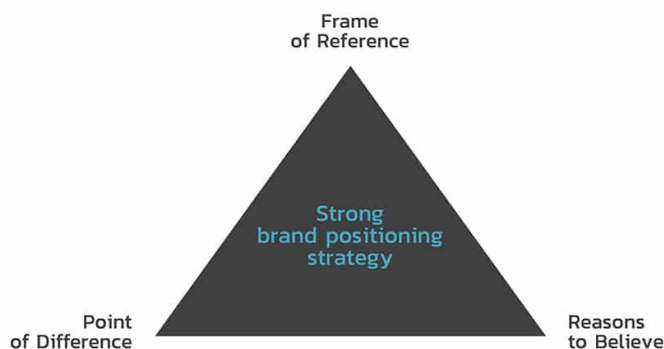 Frame
of Reference
Strong
brand positioning
strategy
Point
of Difference
Reasons
to Believe